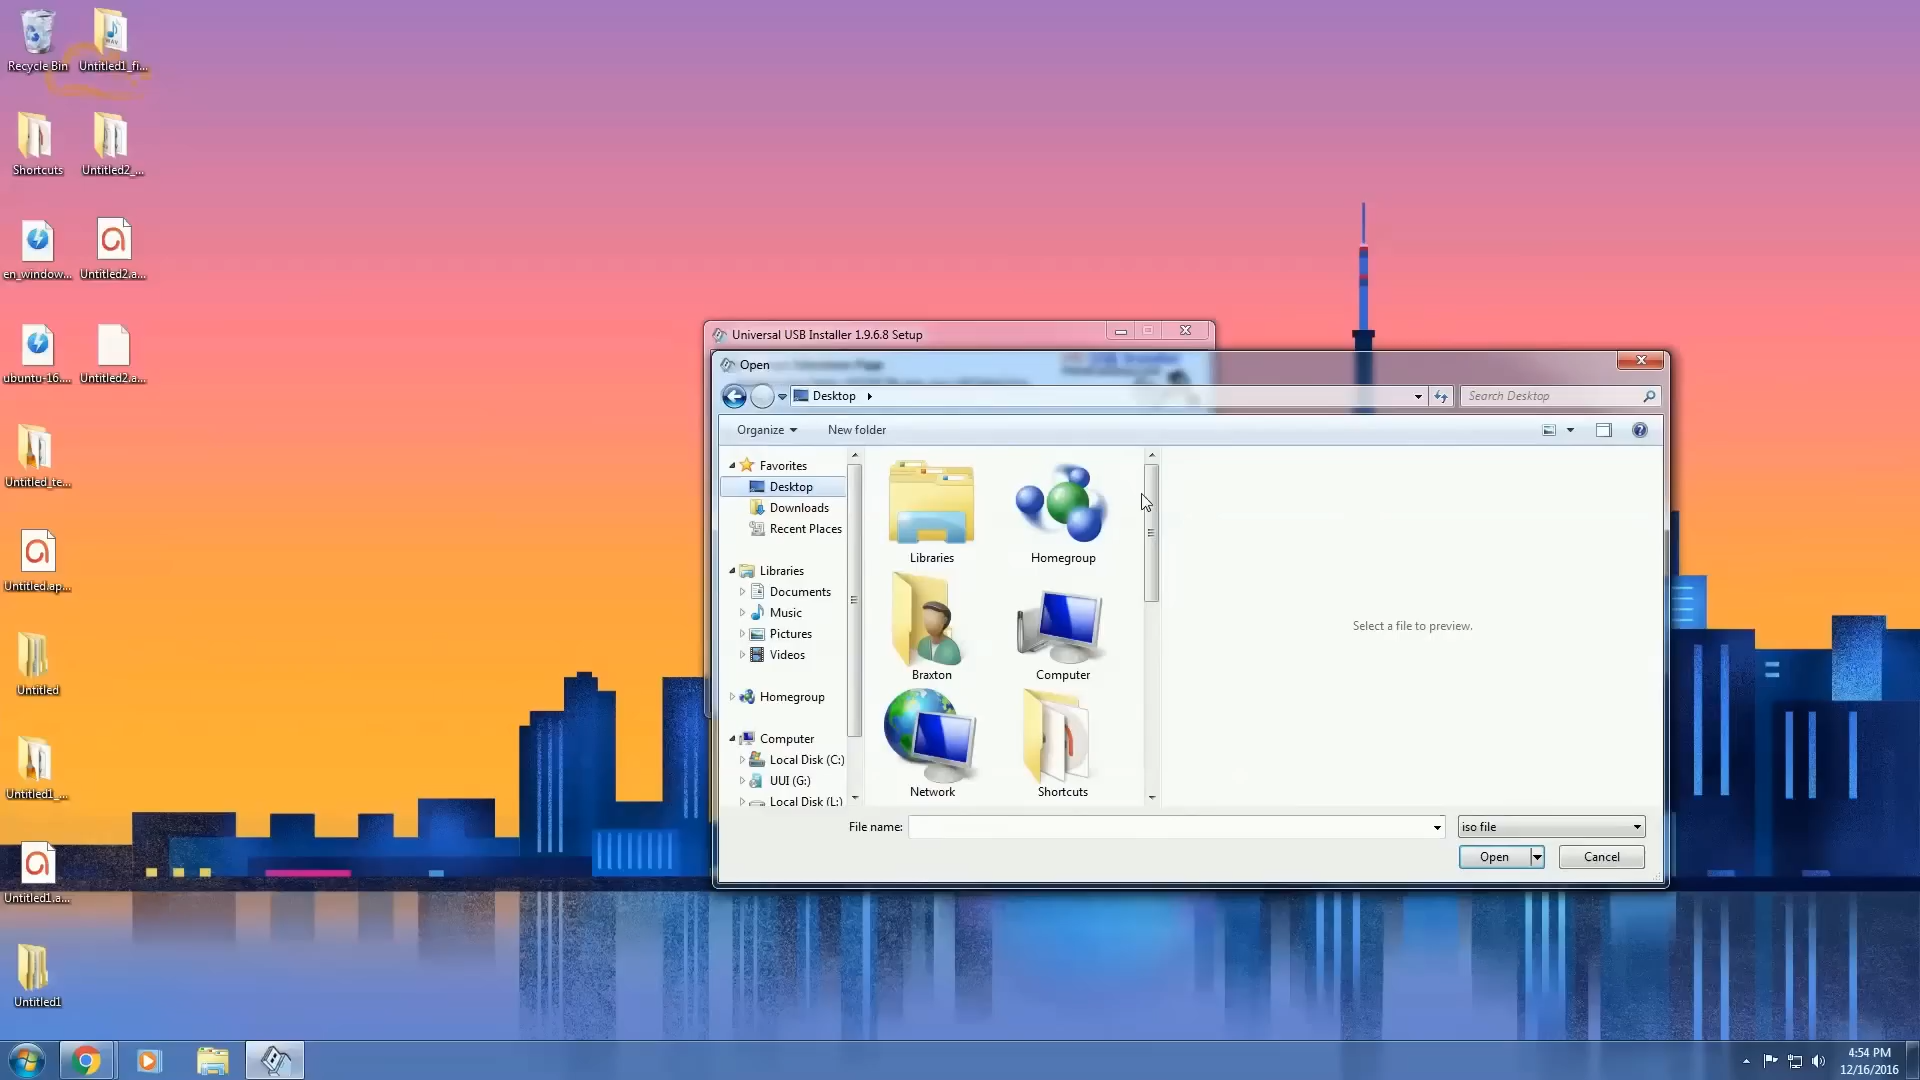 Recycle Bin
Untitled1_fi...
Shortcuts
Untitled2_...
en_window...
Untitled2.a...
ubuntu-16....
Untitled2.a...
Untitled_te...
Untitled.ap...
Untitled
Untitled1_...
Untitled1.a...
Untitled1
Universal USB Installer 1.9.6.8 Setup
Open
Desktop
Search Desktop
Organize
New folder
Favorites
Desktop
Downloads
Recent Places
Libraries
Documents
Music
Pictures
Videos
Homegroup
Computer
Local Disk (C:)
UUI (G:)
Local Disk (L:)
Libraries
Homegroup
Braxton
Computer
Network
Shortcuts
Select a file to preview.
File name:
iso file
Open
Cancel
4:54 PM
12/16/2016